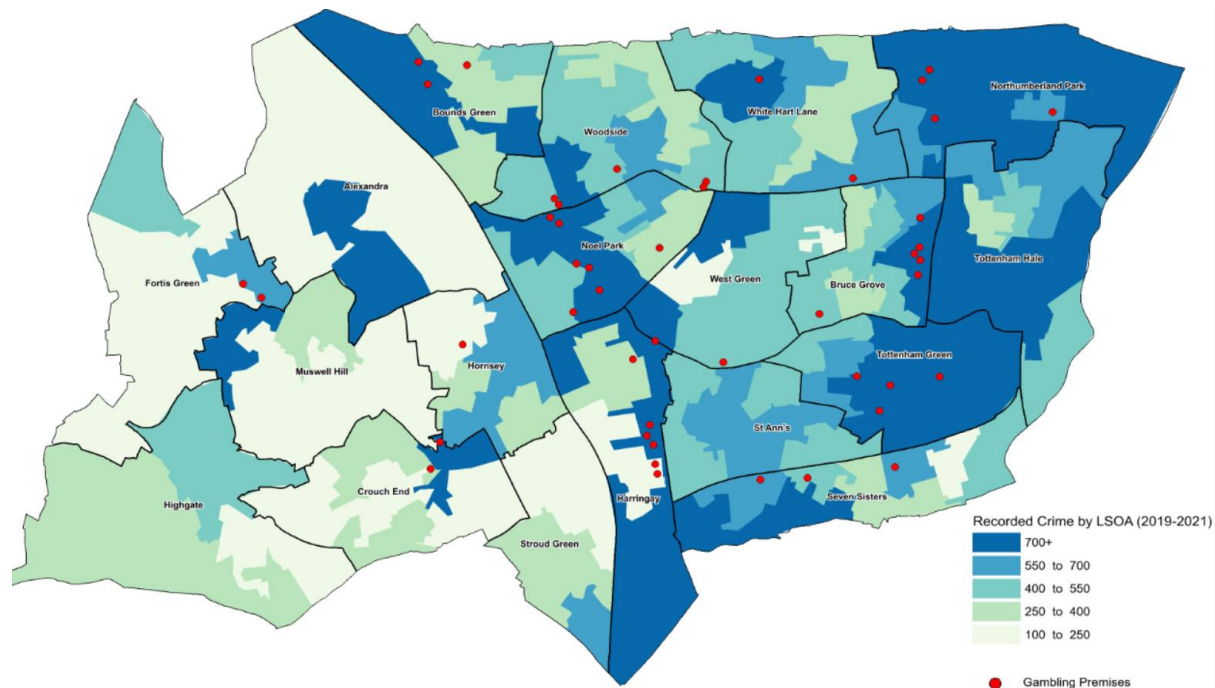 Northumberland Park
Bounds Green
White Hart Lane
Woodside
Alexandra
Noel Park
Tottenham Hale
West Green
Fortis Green
Bruce Grove
Tottenham Green
Hornsey
Muswell Hill
St Ann's
Crouch End
Seven Sisters
Harringay
Highgate
Stroud Green
Recorded Crime by LSOA (2019-2021)
700+
550 to 700
400 to 550
250 to 400
100 to 250
Gambling Premises